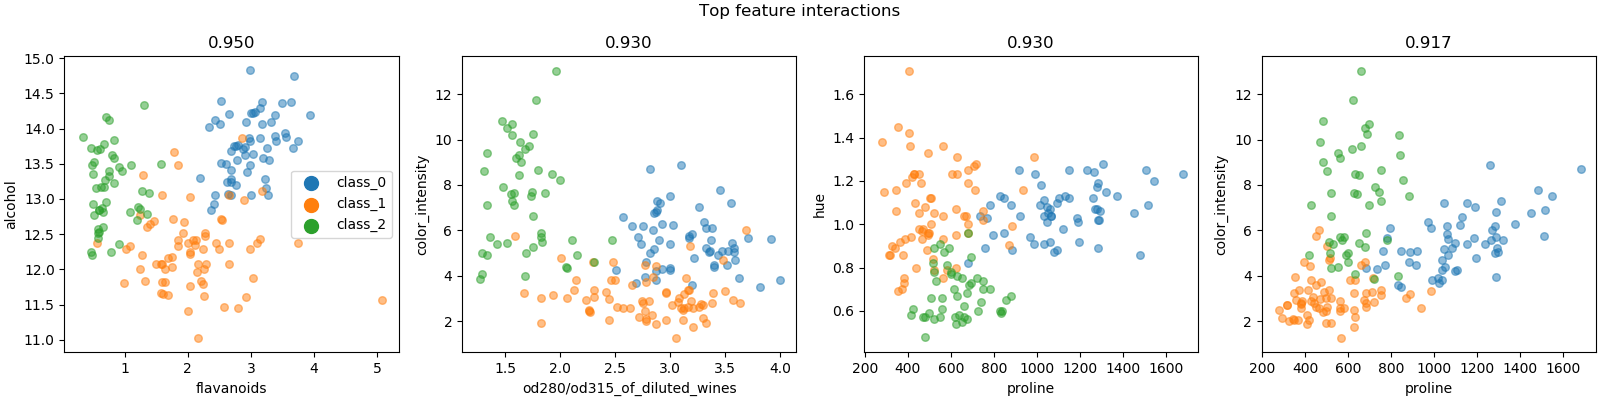 Top feature interactions
0.950
alcohol
15.0
14.5
14.0
13.5
13.0
12.5
12.0
11.5
11.0
class_0
class_1
class_2
1 2 3 4 5
flavanoids
0.930
color_intensity
12
10
8
6
4
2
1.5 2.0 2.5 3.0 3.5 4.0
od280/od315_of_diluted_wines
0.930
hue
1.6
1.4
1.2
1.0
0.8
0.6
200 400 600 800 1000 1200 1400 1600
proline
0.917
color_intensity
12
10
8
6
4
2
200 400 600 800 1000 1200 1400 1600
proline